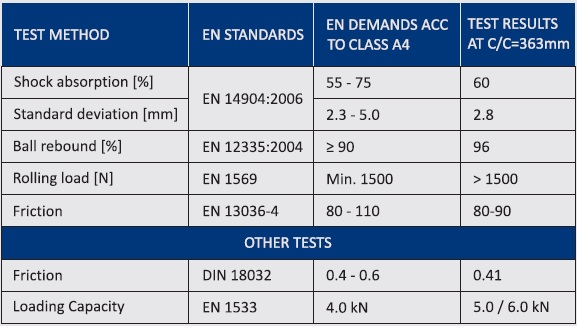 TEST METHOD EN STANDARDS EN DEMANDS ACC TO CLASS A4 TEST RESULTS AT C/C=363mm
Shock absorption [%] EN 14904:2006 55 - 75 60
Standard deviation [mm] 2.3 - 5.0 2.8
Ball rebound [%] EN 12335:2004 ≥ 90 96
Rolling load [N] EN 1569 Min. 1500 > 1500
Friction EN 13036-4 80 - 110 80-90
OTHER TESTS
Friction DIN 18032 0.4 - 0.6 0.41
Loading Capacity EN 1533 4.0 kN 5.0 / 6.0 kN